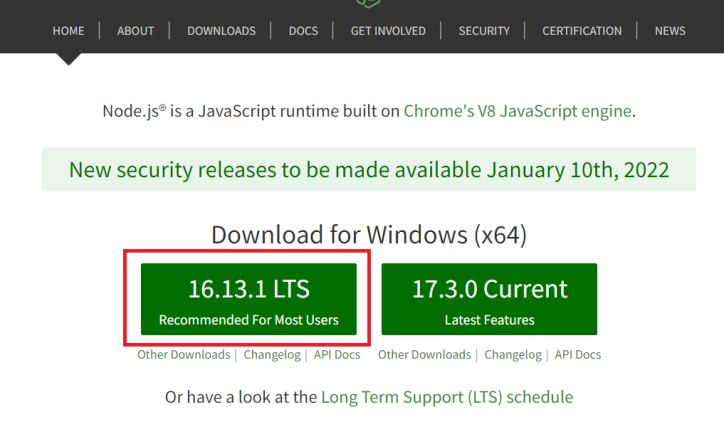 HOME | ABOUT | DOWNLOADS | DOCS | GET INVOLVED | SECURITY | CERTIFICATION | NEWS
Node.js® is a JavaScript runtime built on Chrome's V8 JavaScript engine.
New security releases to be made available January 10th, 2022
Download for Windows (x64)
16.13.1 LTS
Recommended For Most Users
17.3.0 Current
Latest Features
Other Downloads | Changelog | API Docs
Other Downloads | Changelog | API Docs
Or have a look at the Long Term Support (LTS) schedule